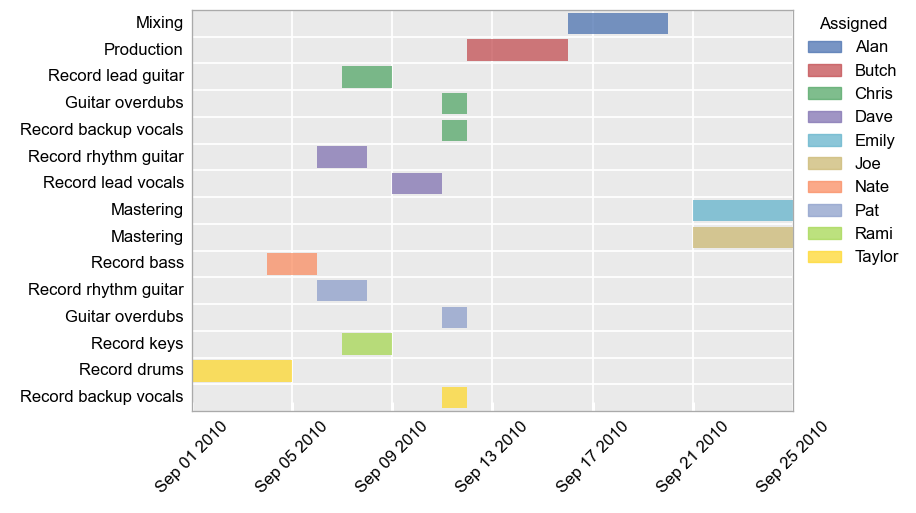 Mixing
Production
Record lead guitar
Guitar overdubs
Record backup vocals
Record rhythm guitar
Record lead vocals
Mastering
Mastering
Record bass
Record rhythm guitar
Guitar overdubs
Record keys
Record drums
Record backup vocals
Sep 01 2010
Sep 05 2010
Sep 09 2010
Sep 13 2010
Sep 17 2010
Sep 21 2010
Sep 25 2010
Assigned
Alan
Butch
Chris
Dave
Emily
Joe
Nate
Pat
Rami
Taylor